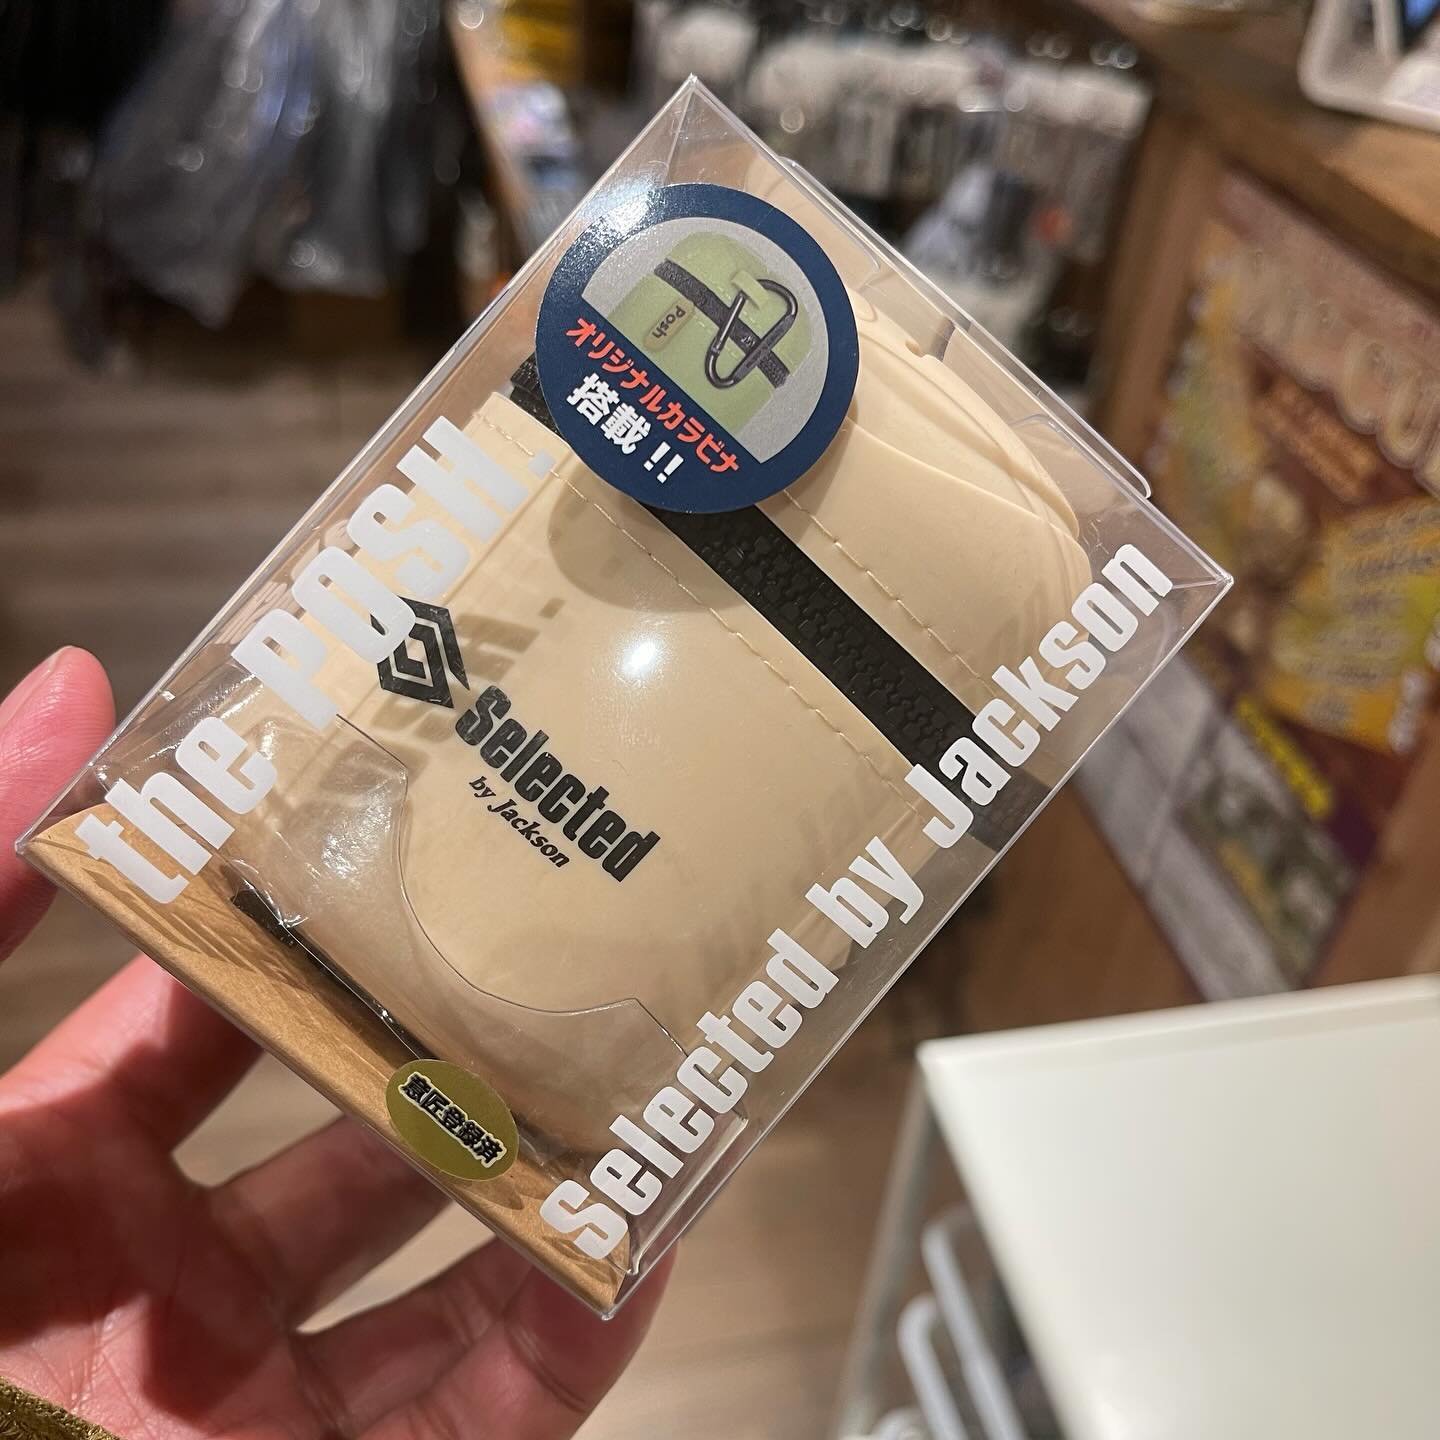 the POSH.
Posh
オリジナルカラビナ
搭載!!
Selected
by Jackson
Selected by Jackson
意匠登録済